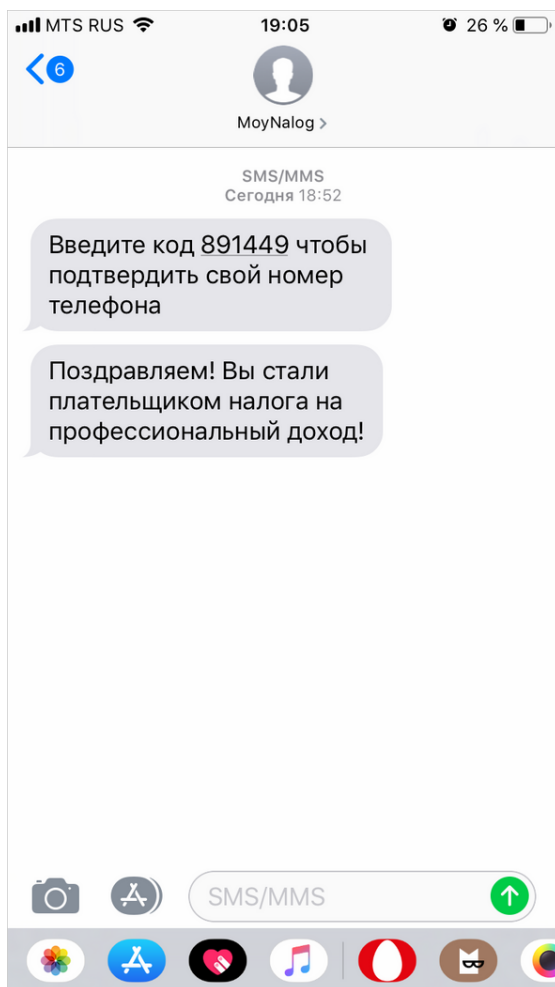 MTS RUS 19:05 26 %
6
MoyNalog >
SMS/MMS
Сегодня 18:52
Введите код 891449 чтобы
подтвердить свой номер
телефона
Поздравляем! Вы стали
плательщиком налога на
профессиональный доход!
SMS/MMS